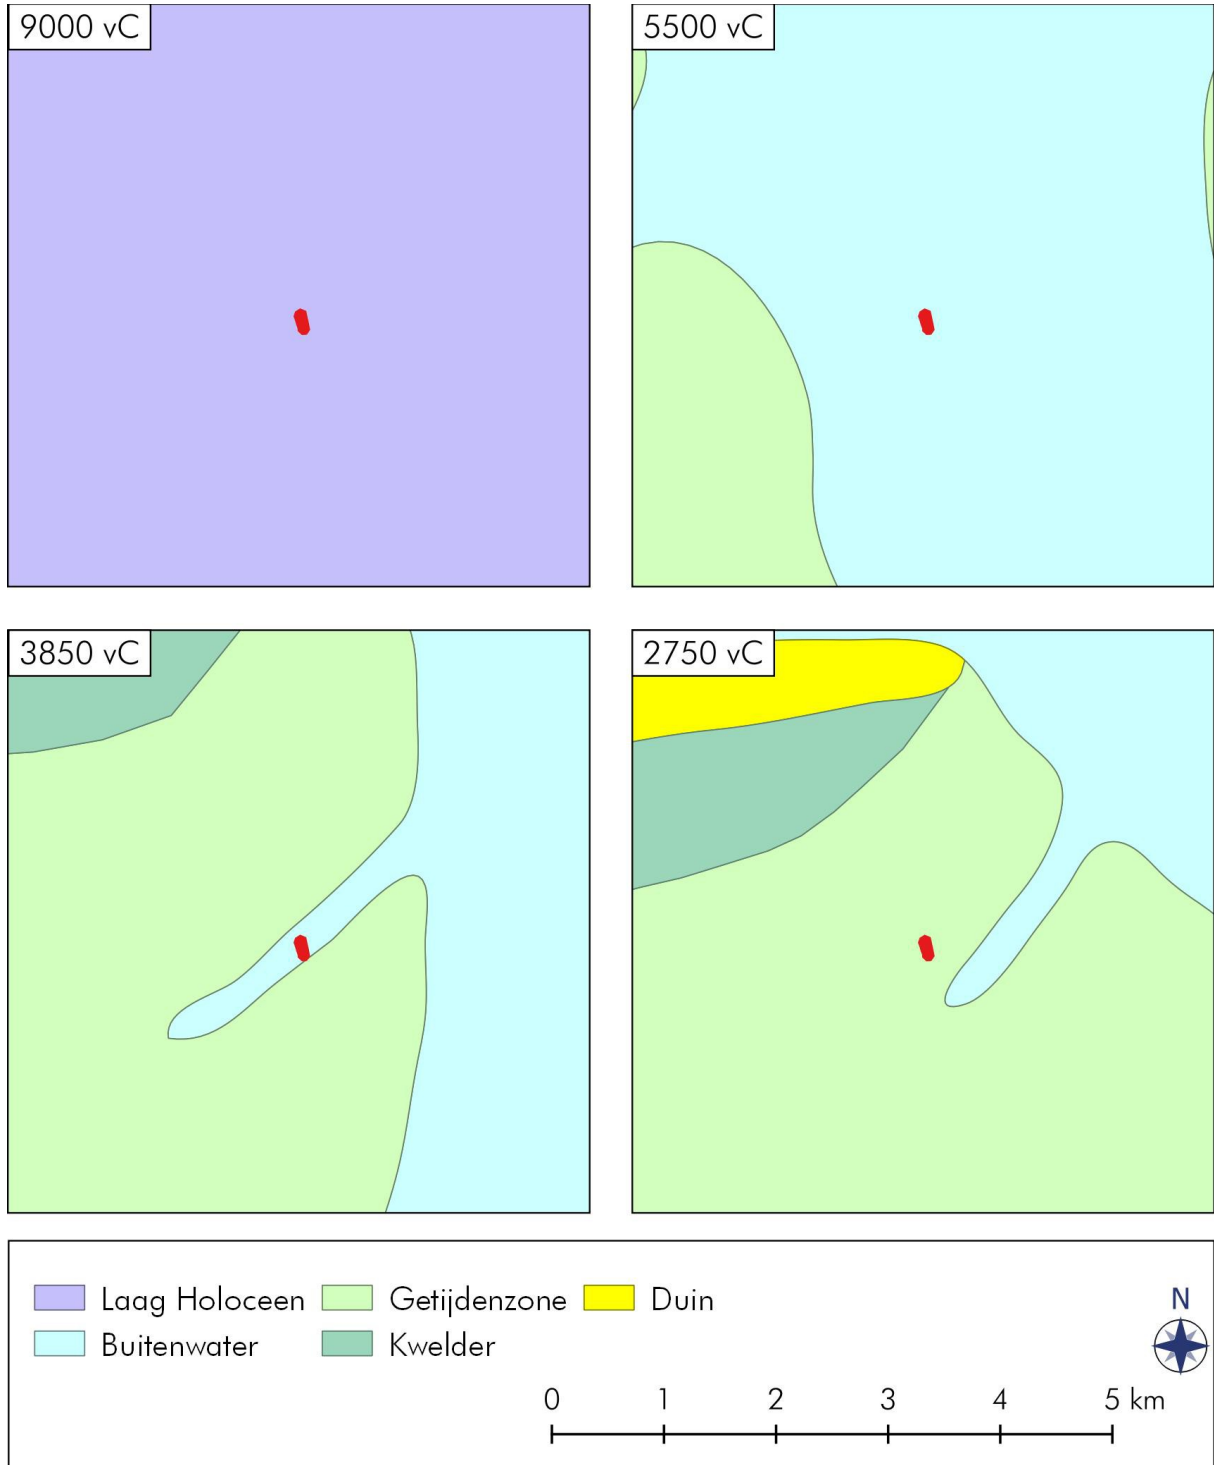 9000 vC
5500 vC
3850 vC
2750 vC
Laag Holoceen
Getijdenzone
Duin
Buitenwater
Kwelder
N
0 1 2 3 4 5 km